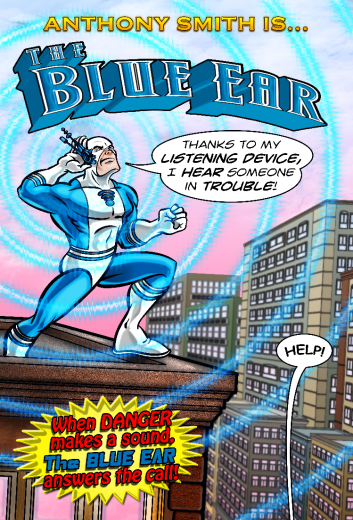 ANTHONY SMITH IS...
THE
BLUE EAR
THANKS TO MY
LISTENING DEVICE,
I HEAR SOMEONE
IN TROUBLE!
HELP!
When DANGER
makes a sound,
The BLUE EAR
answers the call!